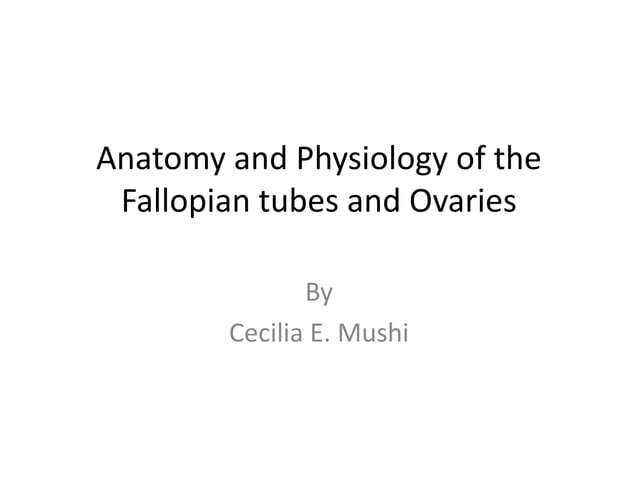 Anatomy and Physiology of the
Fallopian tubes and Ovaries
By
Cecilia E. Mushi